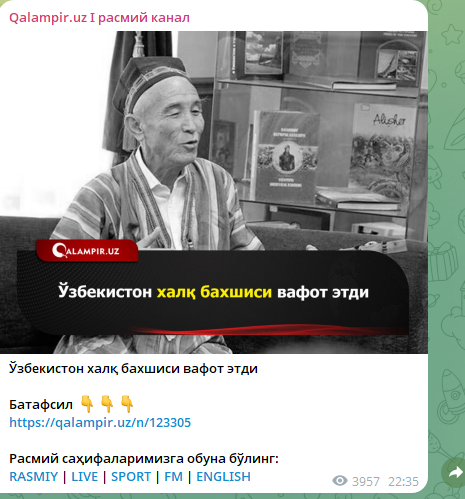 Qalampir.uz I расмий канал
Alisher
QALAMPIR.UZ
Ўзбекистон халқ бахшиси вафот этди
Ўзбекистон халқ бахшиси вафот этди
Батафсил 👇👇👇
https://qalampir.uz/n/123305
Расмий саҳифаларимизга обуна бўлинг:
RASMIY | LIVE | SPORT | FM | ENGLISH
3957 22:35